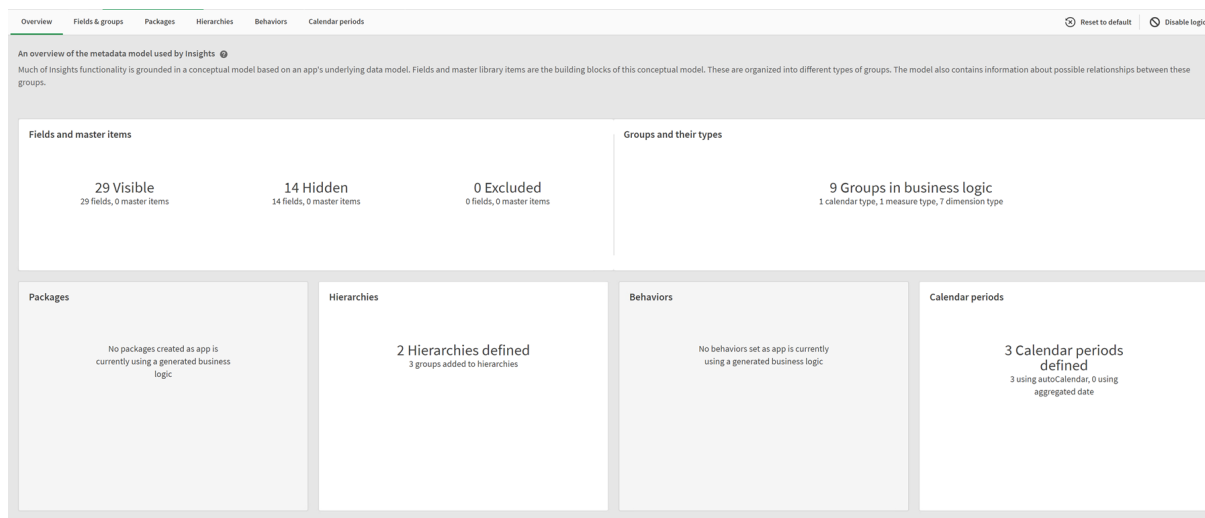 Overview
Fields & groups
Packages
Hierarchies
Behaviors
Calendar periods
Reset to default
Disable logic
An overview of the metadata model used by Insights
Much of Insights functionality is grounded in a conceptual model based on an app's underlying data model. Fields and master library items are the building blocks of this conceptual model. These are organized into different types of groups. The model also contains information about possible relationships between these
groups.
Fields and master items
29 Visible
29 fields, 0 master items
14 Hidden
14 fields, 0 master items
0 Excluded
0 fields, 0 master items
Groups and their types
9 Groups in business logic
1 calendar type, 1 measure type, 7 dimension type
Packages
No packages created as app is
currently using a generated business
logic
Hierarchies
2 Hierarchies defined
3 groups added to hierarchies
Behaviors
No behaviors set as app is currently
using a generated business logic
Calendar periods
3 Calendar periods
defined
3 using autoCalendar, 0 using
aggregated date